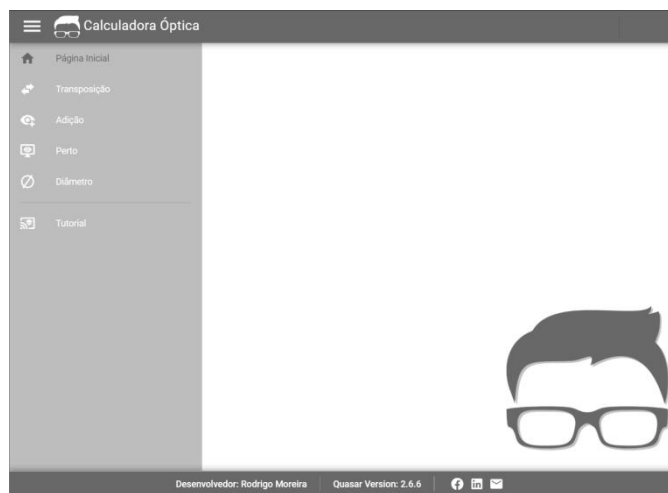 Calculadora Óptica
Página Inicial
Transposição
Adição
Perto
Diâmetro
Tutorial
Desenvolvedor: Rodrigo Moreira Quasar Version: 2.6.6